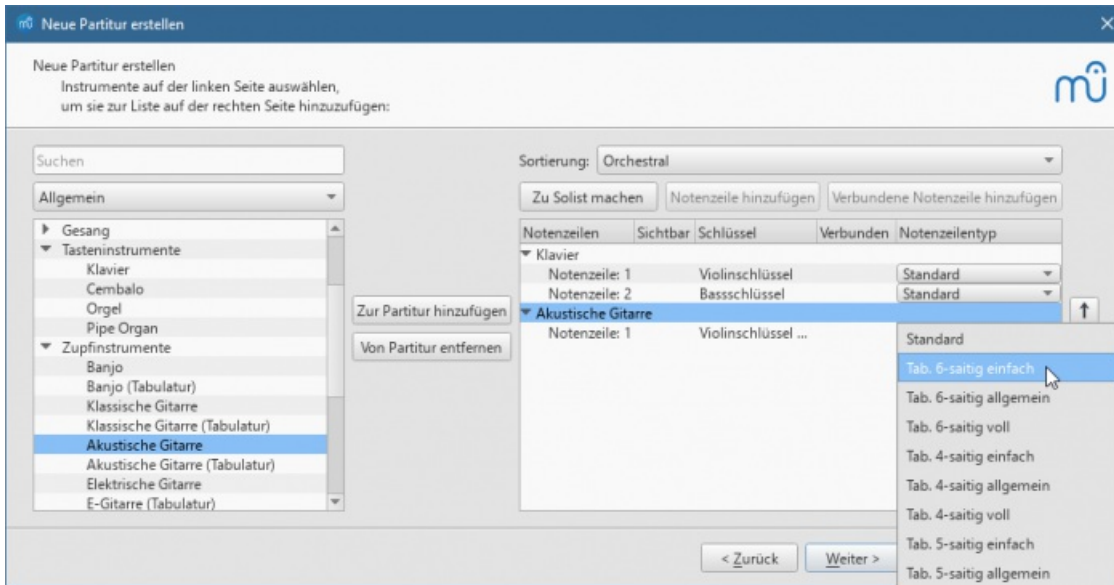 Neue Partitur erstellen
Neue Partitur erstellen
Instrumente auf der linken Seite auswählen,
um sie zur Liste auf der rechten Seite hinzuzufügen:
Suchen
Allgemein
Gesang
Tasteninstrumente
Klavier
Cembalo
Orgel
Pipe Organ
Zupfinstrumente
Banjo
Banjo (Tabulatur)
Klassische Gitarre
Klassische Gitarre (Tabulatur)
Akustische Gitarre
Akustische Gitarre (Tabulatur)
Elektrische Gitarre
E-Gitarre (Tabulatur)
Zur Partitur hinzufügen
Von Partitur entfernen
Sortierung: Orchestral
Zu Solist machen Notenzeile hinzufügen Verbundene Notenzeile hinzufügen
Notenzeilen Sichtbar Schlüssel Verbunden Notenzeilentyp
Klavier
Notenzeile: 1 Violinschlüssel Standard
Notenzeile: 2 Bassschlüssel Standard
Akustische Gitarre
Notenzeile: 1 Violinschlüssel ...
Standard
Tab. 6-saitig einfach
Tab. 6-saitig allgemein
Tab. 6-saitig voll
Tab. 4-saitig einfach
Tab. 4-saitig allgemein
Tab. 4-saitig voll
Tab. 5-saitig einfach
Tab. 5-saitig allgemein
< Zurück Weiter >